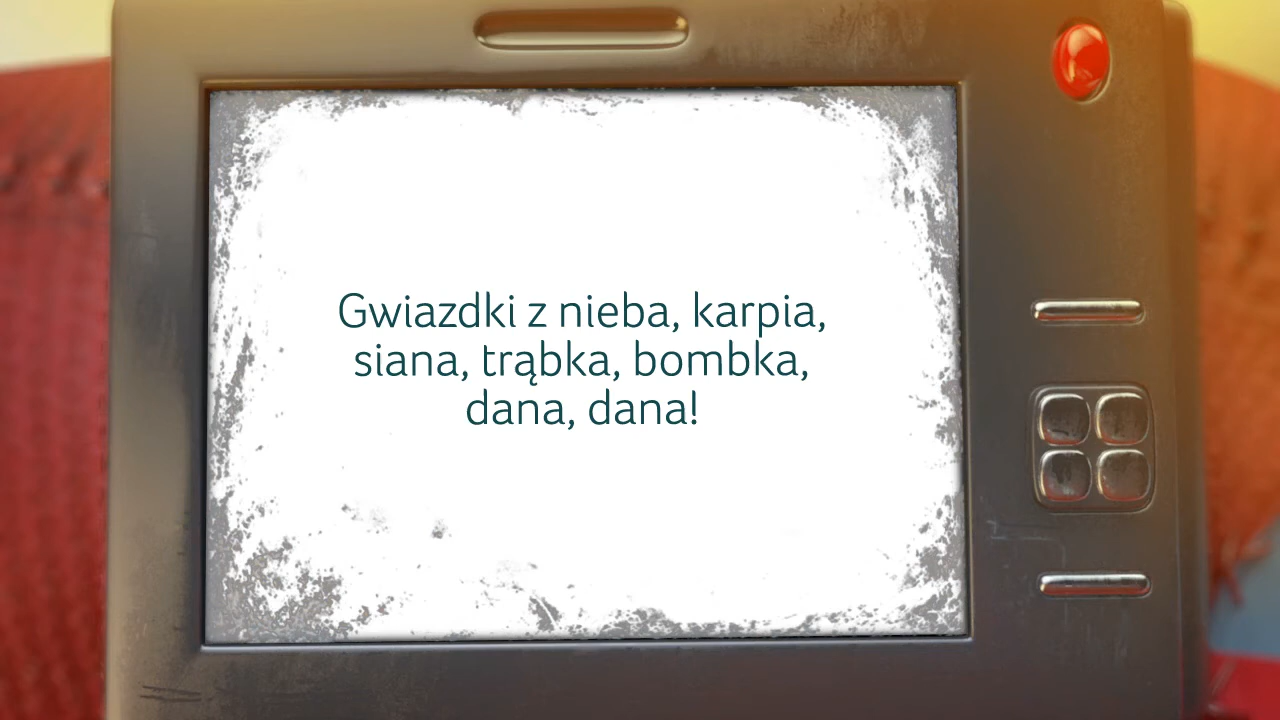 Gwiazdki z nieba, karpia,
siana, trąbka, bombka,
dana, dana!